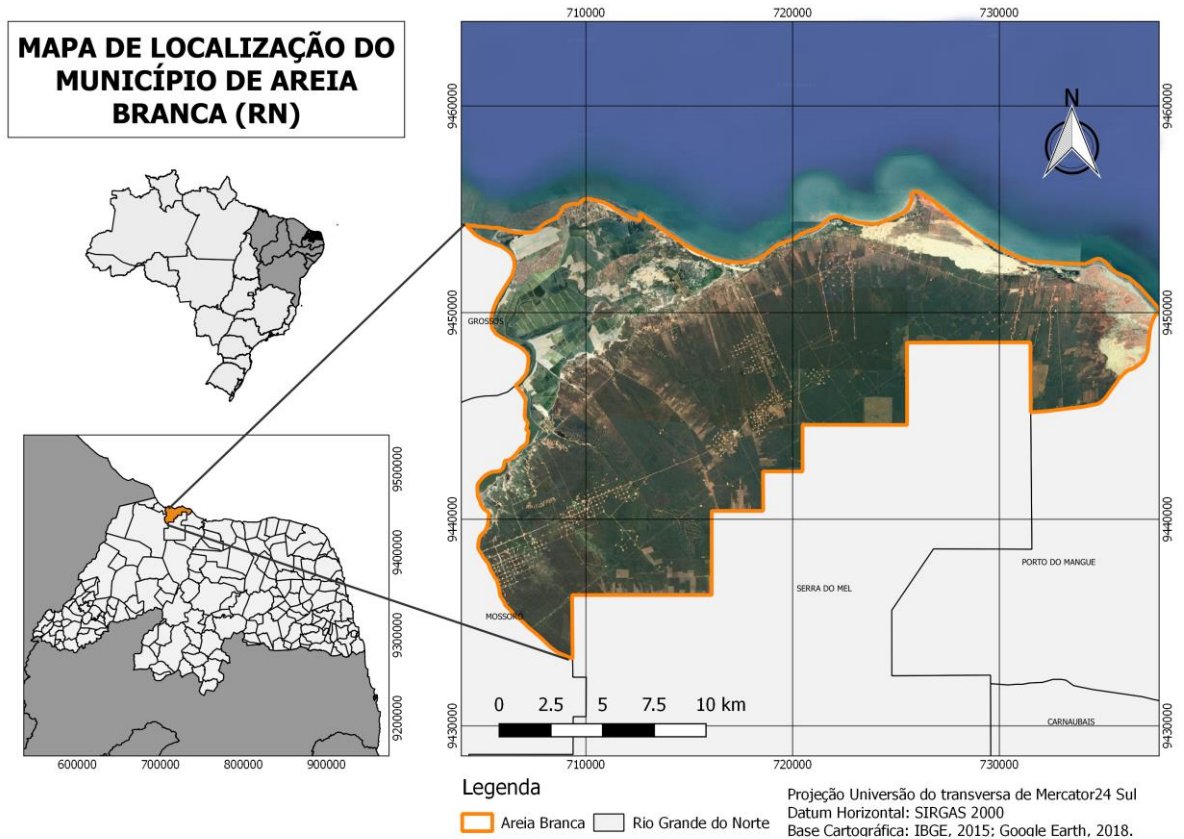 MAPA DE LOCALIZAÇÃO DO
MUNICÍPIO DE AREIA
BRANCA (RN)
710000
720000
730000
9460000
9460000
N
9450000
9450000
GROSSOS
9440000
9440000
PORTO DO MANGUE
SERRA DO MEL
MOSSORÓ
0 2.5 5 7.5 10 km
CARNAUBAIS
9430000
9430000
710000
720000
730000
9500000
9400000
9300000
9200000
600000
700000
800000
900000
Legenda
Areia Branca
Rio Grande do Norte
Projeção Universão do transversa de Mercator24 Sul
Datum Horizontal: SIRGAS 2000
Base Cartográfica: IBGE, 2015; Google Earth, 2018.